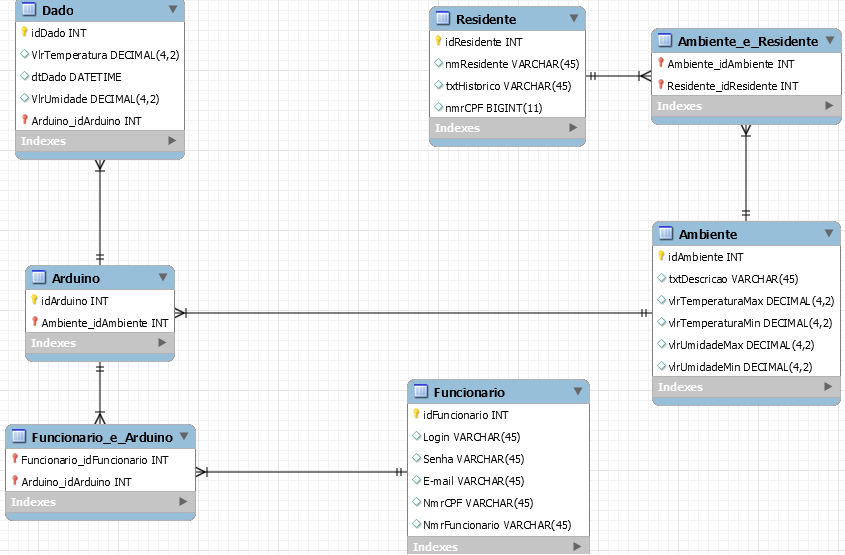 Dado
idDado INT
VlrTemperatura DECIMAL(4,2)
dtDado DATETIME
VlrUmidade DECIMAL(4,2)
Arduino_idArduino INT
Indexes
Residente
idResidente INT
nmResidente VARCHAR(45)
txtHistorico VARCHAR(45)
nmrCPF BIGINT(11)
Indexes
Ambiente_e_Residente
Ambiente_idAmbiente INT
Residente_idResidente INT
Indexes
Arduino
idArduino INT
Ambiente_idAmbiente INT
Indexes
Ambiente
idAmbiente INT
txtDescricao VARCHAR(45)
vlrTemperaturaMax DECIMAL(4,2)
vlrTemperaturaMin DECIMAL(4,2)
vlrUmidadeMax DECIMAL(4,2)
vlrUmidadeMin DECIMAL(4,2)
Indexes
Funcionario_e_Arduino
Funcionario_idFuncionario INT
Arduino_idArduino INT
Indexes
Funcionario
idFuncionario INT
Login VARCHAR(45)
Senha VARCHAR(45)
E-mail VARCHAR(45)
NmrCPF VARCHAR(45)
NmrFuncionario VARCHAR(45)
Indexes